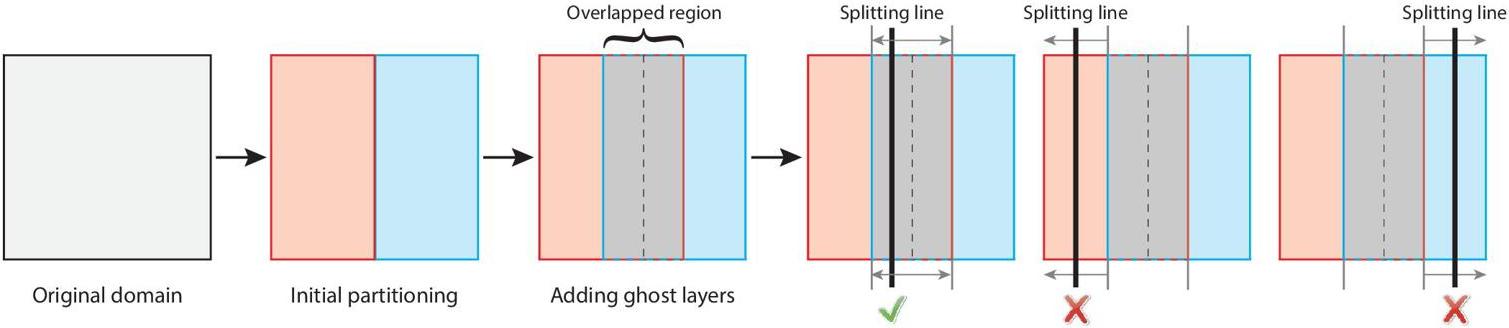 Overlapped region
Splitting line
Splitting line
Splitting line
Original domain
Initial partitioning
Adding ghost layers